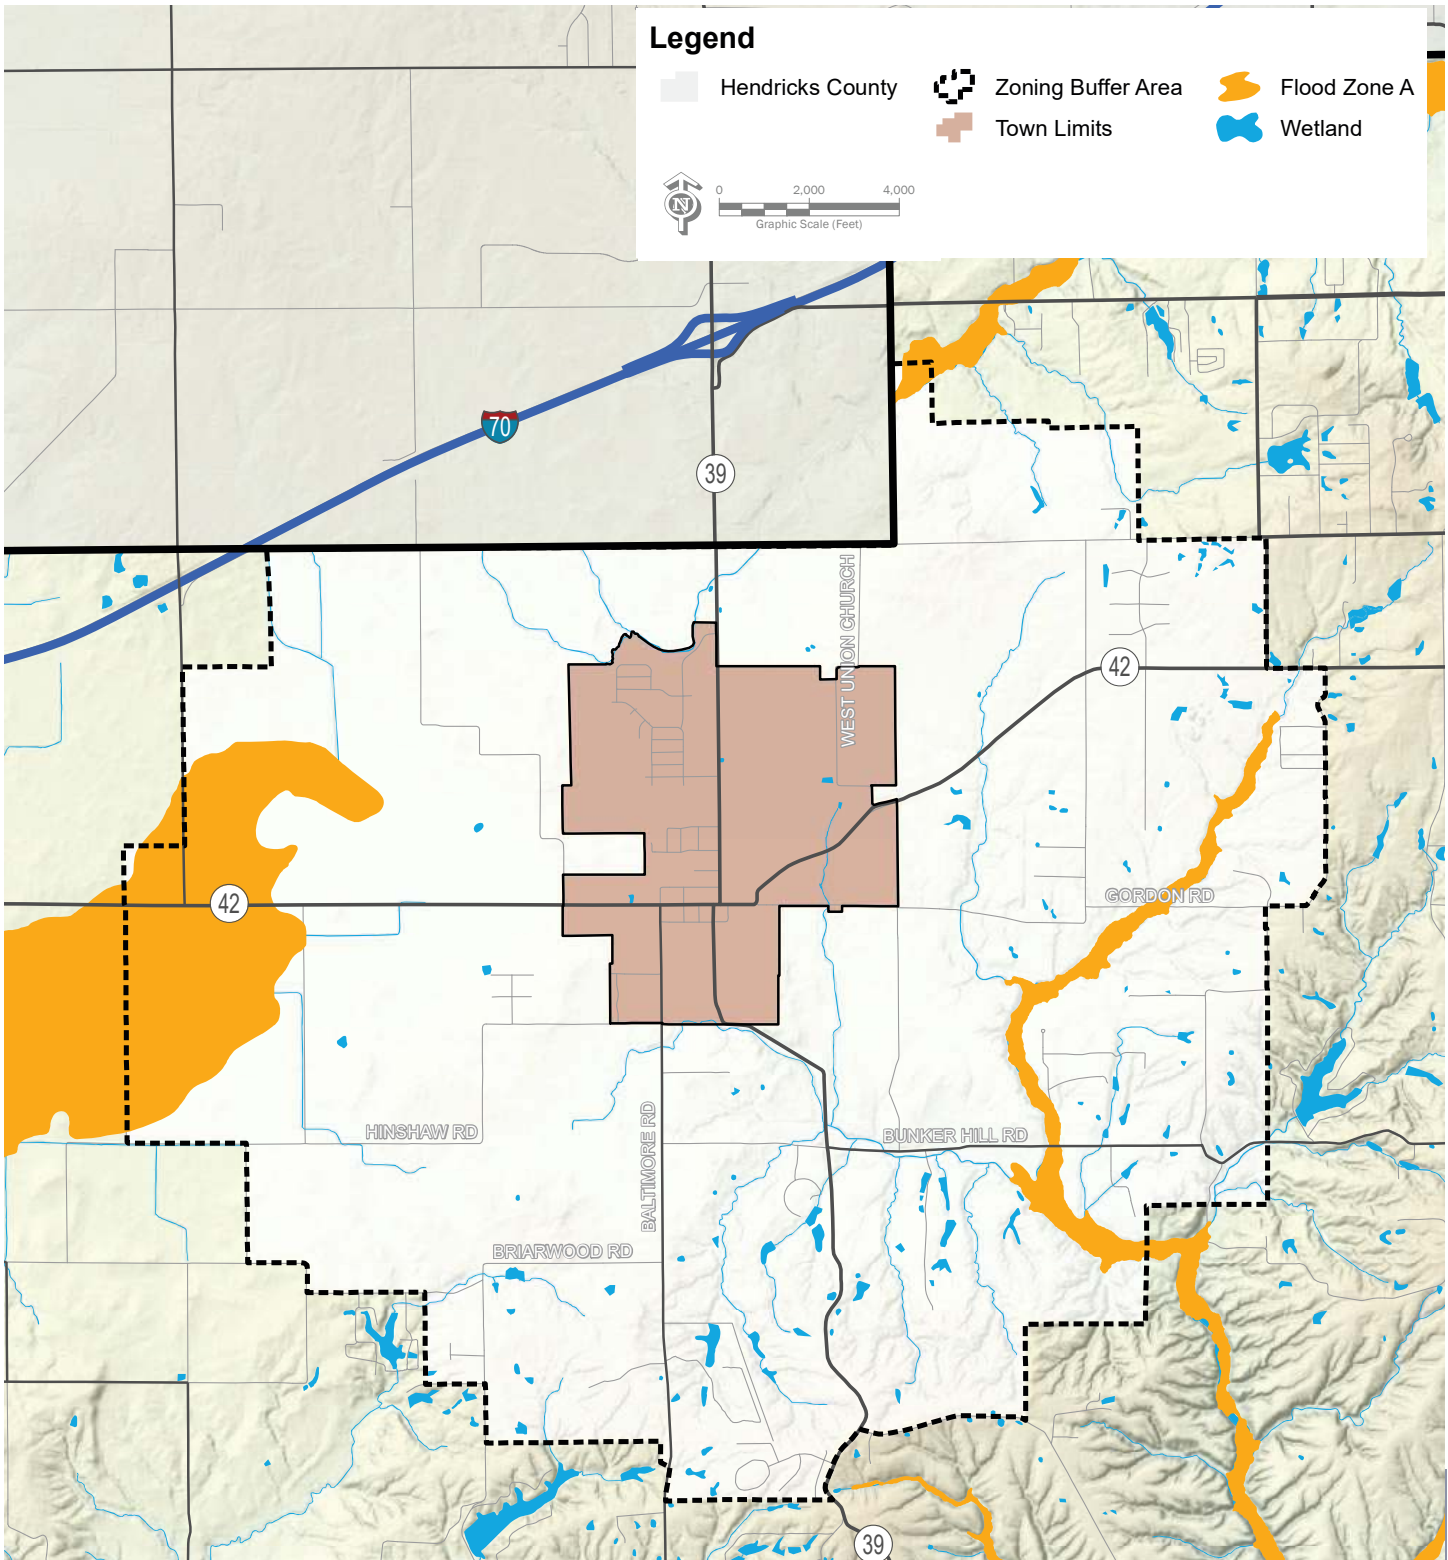 Legend
Hendricks County
Zoning Buffer Area
Flood Zone A
Town Limits
Wetland
N
0 2,000 4,000
Graphic Scale (Feet)
70
39
WEST UNION CHURCH
42
42
GORDON RD
HINSHAW RD
BALTIMORE RD
BUNKER HILL RD
BRIARWOOD RD
39